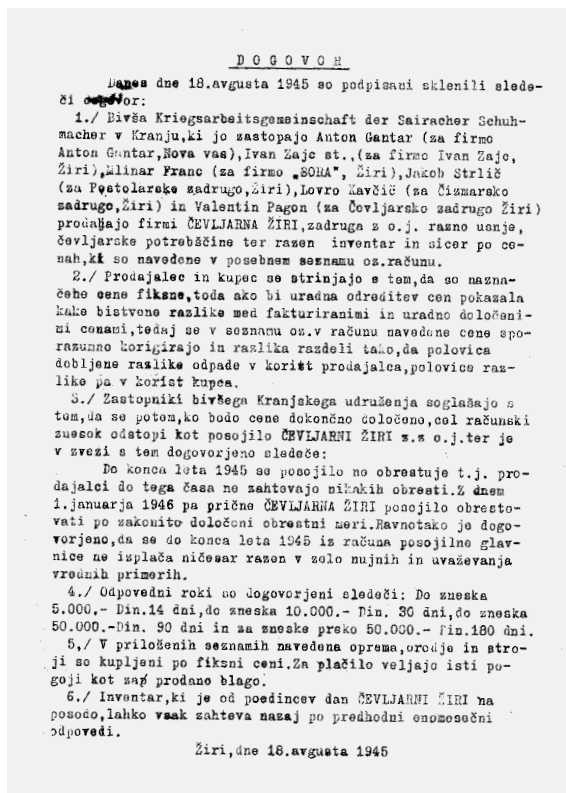 DOGOVOR
Danes dne 18.avgusta 1945 so podpisani sklenili slede-
či dogovor:
1./ Bivša Kriegsarbeitsgemeinschaft der Sairacher Schuh-
macher v Kranju,ki jo zastopajo Anton Gantar (za firmo
Anton Gantar,Nova vas),Ivan Zajc st.,(za firmo Ivan Zajc,
Žiri),Mlinar Franc (za firmo „SORA", Žiri),Jakob Strlič
(za Pestolarske zadrugo,Žiri),Lovro Kavčič (za Čizmarsko
zadrugo,Žiri) in Valentin Pagon (za Čevljarsko zadrugo Žiri)
prodajajo firmi ČEVLJARNA ŽIRI,zadruga z o.j. razno usnje,
čevljarske potrebščine ter razen inventar in sicer po ce-
nah,ki so navedene v posebnem seznamu oz.računu.
2./ Prodajalec in kupec se strinjajo s tem,da so nazna-
čene cene fiksne,toda ako bi uradna odreditev cen pokazala
kake bistvene razlike med fakturiranimi in uradno določeni-
mi cenami,tedaj se v seznamu oz.v računu navedene cene spo-
razumno korigirajo in razlika razdeli tako,da polovica
dobljene razlike odpade v korist prodajalca,polovica raz-
like pa v korist kupca.
3./ Zastopniki bivšega Kranjskega udruženja soglašajo s
tem,da se potem,ko bodo cene dokončno določene,cel računski
znesek odstopi kot posojilo ČEVLJARNI ŽIRI z.z o.j.ter je
v zvezi s tem dogovorjeno sledeče:
Do konca leta 1945 se posojilo ne obrestuje t.j. pro-
dajalci do tega časa ne zahtevajo nikakih obresti.Z dnem
1.januarja 1946 pa prične ČEVLJARNA ŽIRI posojilo obresto-
vati po zakonito določeni obrestni meri.Ravnotako je dogo-
vorjeno,da se do konca leta 1945 iz računa posojilne glav-
nice ne izplača ničesar razen v zelo nujnih in uvaževanja
vrednih primerih.
4./ Odpovedni roki so dogovorjeni sledeči: Do zneska
5.000.- Din.14 dni,do zneska 10.000.- Din. 30 dni,do zneska
50.000.-Din. 90 dni in za zneske preko 50.000.- Din.180 dni.
5,/ V priloženih seznamih navedena oprema,orodje in stro-
ji so kupljeni po fiksni ceni.Za plačilo veljajo isti po-
goji kot za prodano blago.
6./ Inventar,ki je od poedincev dan ČEVLJARNI ŽIRI na
posodo,lahko vsak zahteva nazaj po predhodni enomesečni
odpovedi.
Žiri,dne 18.avgusta 1945